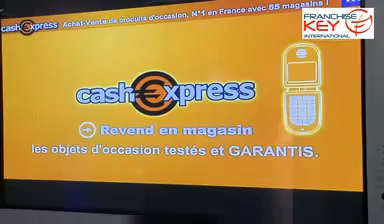 cash express Achat-Vente de produits d'occasion, N°1 en France avec 55 magasins !
FRANCHISE
KEY
INTERNATIONAL
cash express
Revend en magasin
les objets d'occasion testés et GARANTIS.